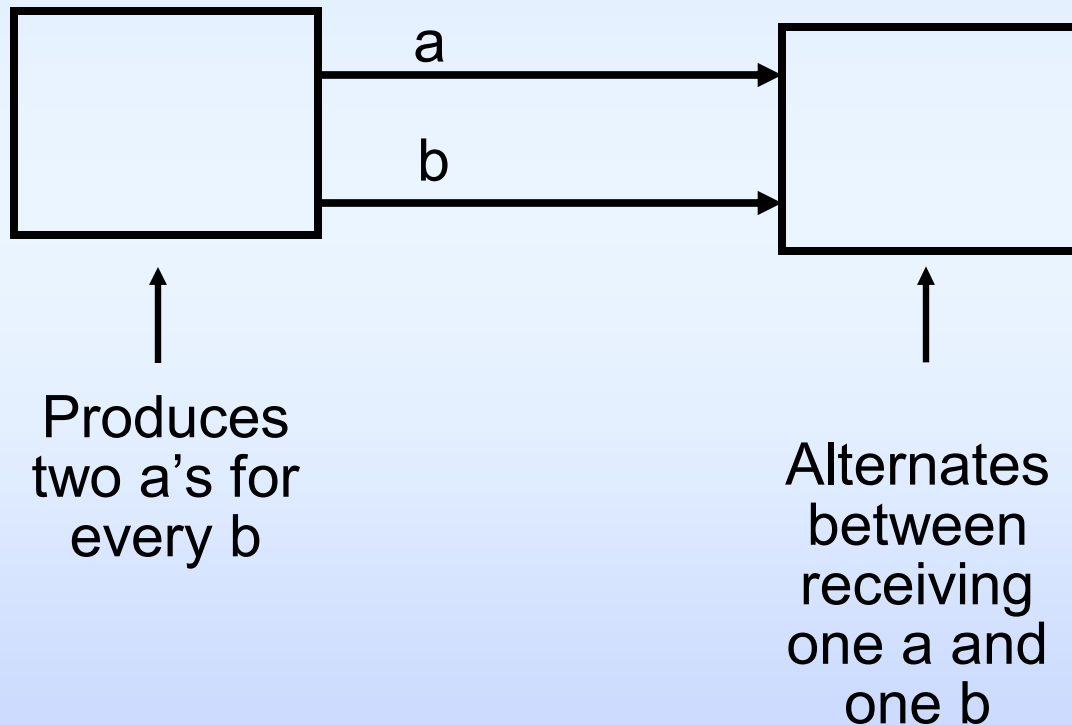 a
b
Produces
two a’s for
every b
Alternates
between
receiving
one a and
one b